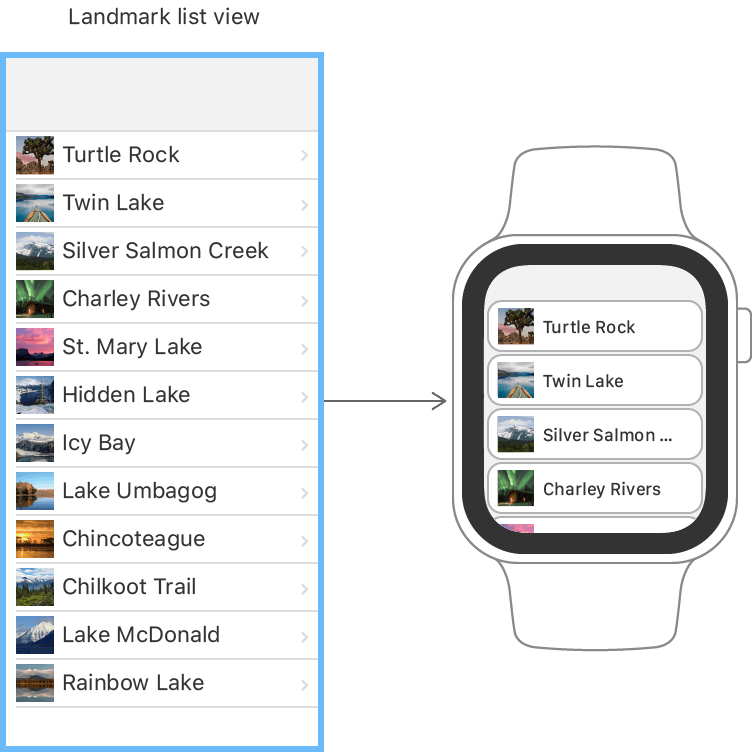 Landmark list view
Turtle Rock
Twin Lake
Silver Salmon Creek
Charley Rivers
St. Mary Lake
Hidden Lake
Icy Bay
Lake Umbagog
Chincoteague
Chilkoot Trail
Lake McDonald
Rainbow Lake
Turtle Rock
Twin Lake
Silver Salmon ...
Charley Rivers